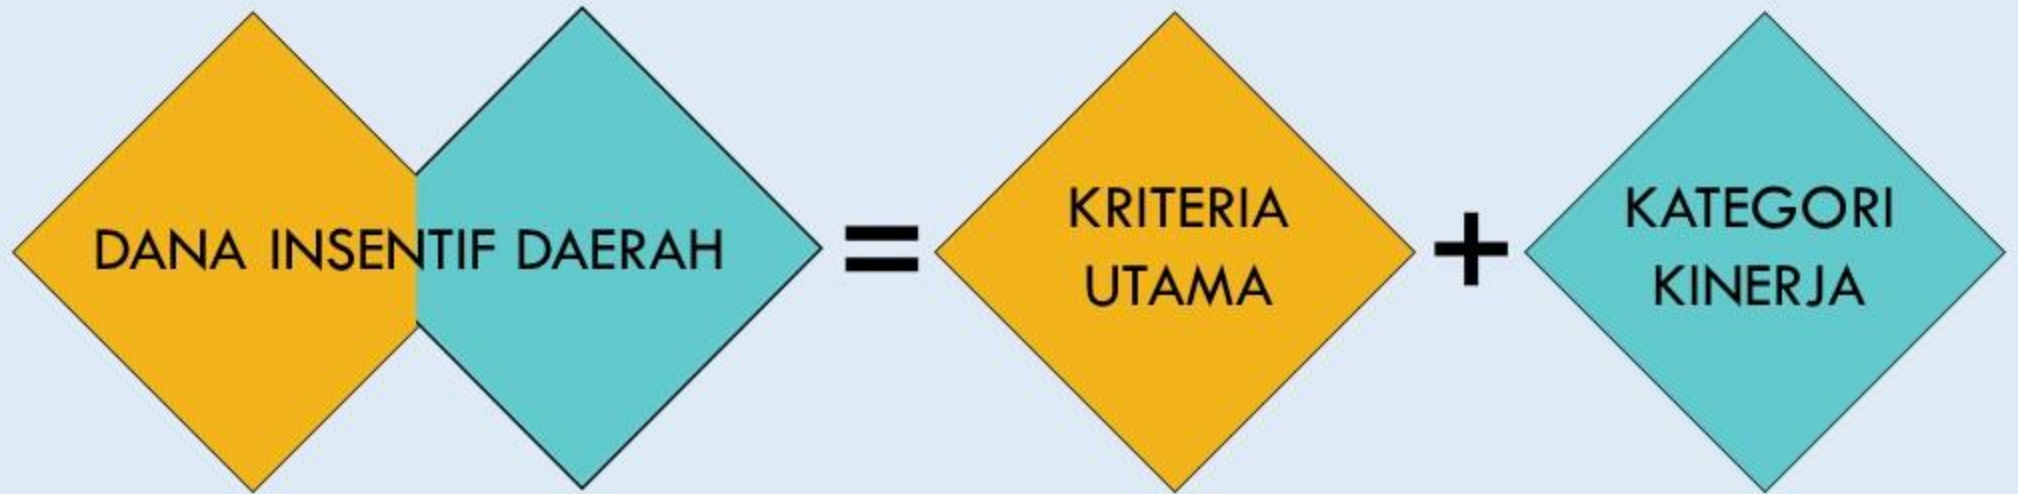 DANA INSENTIF DAERAH
=
KRITERIA
UTAMA
+
KATEGORI
KINERJA